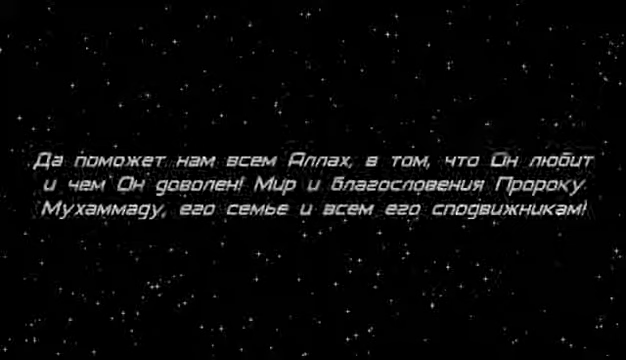 Да поможет нам всем Аллах, в том, что Он любит
и чем Он доволен! Мир и благословения Пророку
Мухаммаду, его семье и всем его сподвижникам!